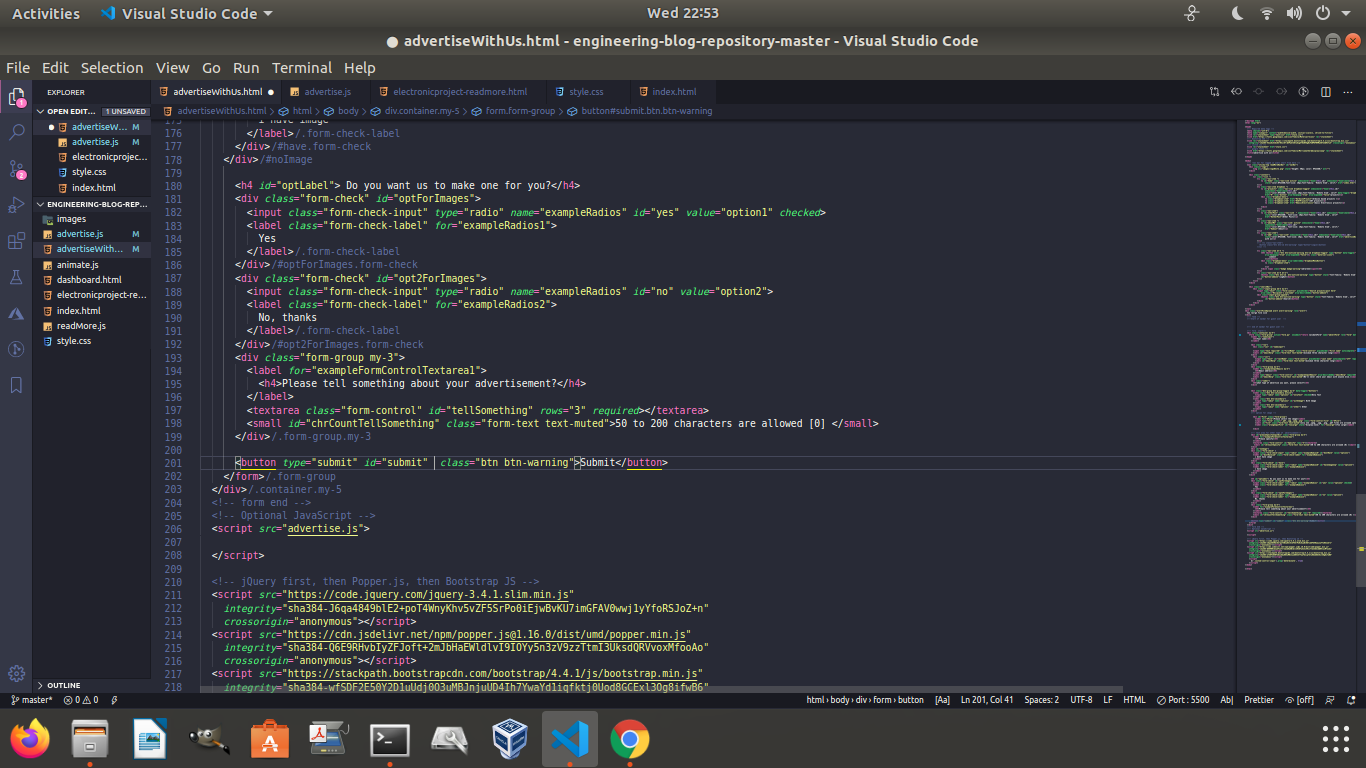 Activities Visual Studio Code Wed 22:53
● advertiseWithUs.html - engineering-blog-repository-master - Visual Studio Code
File Edit Selection View Go Run Terminal Help
EXPLORER advertiseWithUs.html ● advertise.js electronicproject-readmore.html style.css index.html
OPEN EDIT... 1 UNSAVED
advertiseWithUs.html > html > body > div.container.my-5 > form.form-group > button#submit.btn.btn-warning
● advertiseW... M
advertise.js M
electronicprojec...
style.css
index.html
ENGINEERING-BLOG-REP...
images
advertise.js M
advertiseWith... M
animate.js
dashboard.html
electronicproject-re...
index.html
readMore.js
style.css
OUTLINE
175 I have image
176 </label>/.form-check-label
177 </div>/#have.form-check
178 </div>/#noImage
179
180 <h4 id="optLabel"> Do you want us to make one for you?</h4>
181 <div class="form-check" id="optForImages">
182 <input class="form-check-input" type="radio" name="exampleRadios" id="yes" value="option1" checked>
183 <label class="form-check-label" for="exampleRadios1">
184 Yes
185 </label>/.form-check-label
186 </div>/#optForImages.form-check
187 <div class="form-check" id="opt2ForImages">
188 <input class="form-check-input" type="radio" name="exampleRadios" id="no" value="option2">
189 <label class="form-check-label" for="exampleRadios2">
190 No, thanks
191 </label>/.form-check-label
192 </div>/#opt2ForImages.form-check
193 <div class="form-group my-3">
194 <label for="exampleFormControlTextarea1">
195 <h4>Please tell something about your advertisement?</h4>
196 </label>
197 <textarea class="form-control" id="tellSomething" rows="3" required></textarea>
198 <small id="chrCountTellSomething" class="form-text text-muted">50 to 200 characters are allowed [0] </small>
199 </div>/.form-group.my-3
200
201 <button type="submit" id="submit" class="btn btn-warning">Submit</button>
202 </form>/.form-group
203 </div>/.container.my-5
204 <!-- form end -->
205 <!-- Optional JavaScript -->
206 <script src="advertise.js">
207
208 </script>
209
210 <!-- jQuery first, then Popper.js, then Bootstrap JS -->
211 <script src="https://code.jquery.com/jquery-3.4.1.slim.min.js"
212 integrity="sha384-J6qa4849blE2+poT4WnyKhv5vZF5SrPo0iEjwBvKU7imGFAV0wwj1yYfoRSJoZ+n"
213 crossorigin="anonymous"></script>
214 <script src="https://cdn.jsdelivr.net/npm/popper.js@1.16.0/dist/umd/popper.min.js"
215 integrity="sha384-Q6E9RHvbIyZFJoft+2mJbHaEWldlvI9IOYy5n3zV9zzTtmI3UksdQRVvoxMfooAo"
216 crossorigin="anonymous"></script>
217 <script src="https://stackpath.bootstrapcdn.com/bootstrap/4.4.1/js/bootstrap.min.js"
218 integrity="sha384-wfSDF2E50Y2D1uUdj0O3uMBJnjuUD4Ih7YwaYd1iqfktj0Uod8GCExl3Og8ifwB6"
master* 0 0 html › body › div › form › button [Aa] Ln 201, Col 41 Spaces: 2 UTF-8 LF HTML Port : 5500 Ab| Prettier [off]